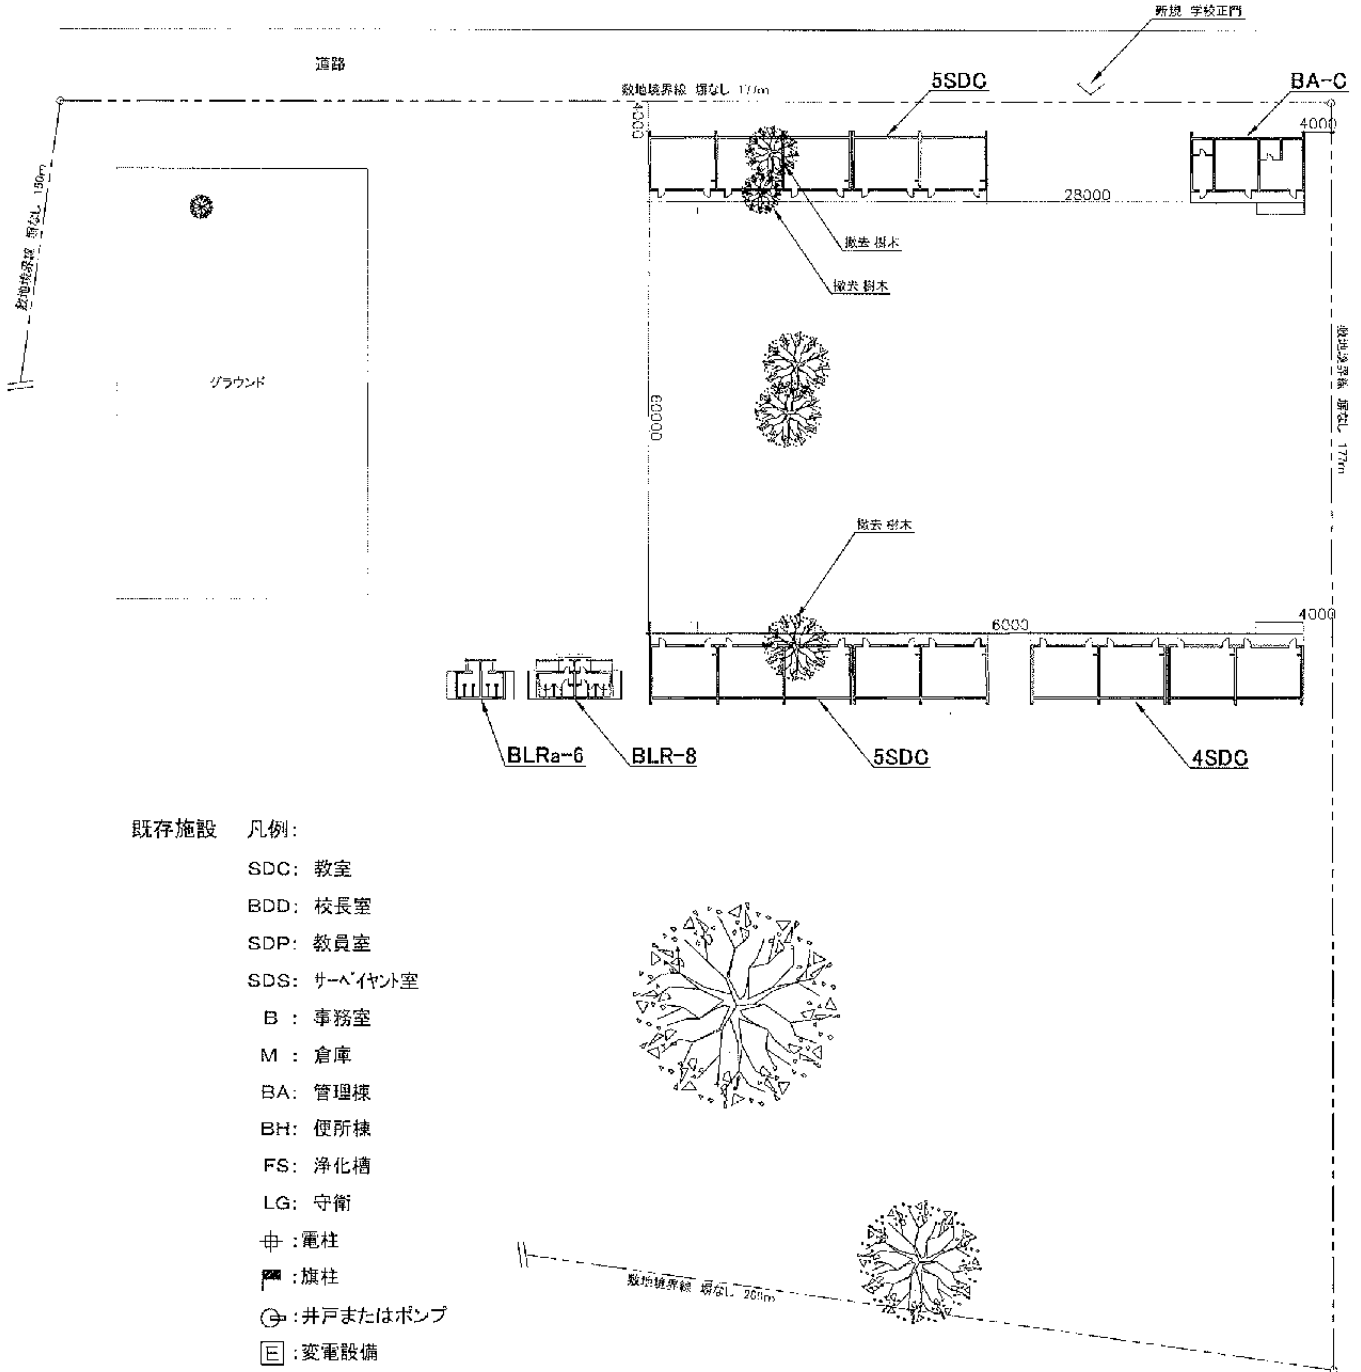 新規 学校正門
道路
敷地境界線 塀なし 177m
5SDC
BA-C
4000
4000
敷地境界線 塀なし 150m
28000
撤去 樹木
撤去 樹木
敷地境界線 塀なし 177m
グラウンド
60000
撤去 樹木
6000
4000
BLRa-6
BLR-8
5SDC
4SDC
既存施設 凡例:
SDC: 教室
BDD: 校長室
SDP: 教員室
SDS: サーベイヤント室
B : 事務室
M : 倉庫
BA: 管理棟
BH: 便所棟
FS: 浄化槽
LG: 守衛
:電柱
:旗柱
:井戸またはポンプ
E :変電設備
敷地境界線 塀なし